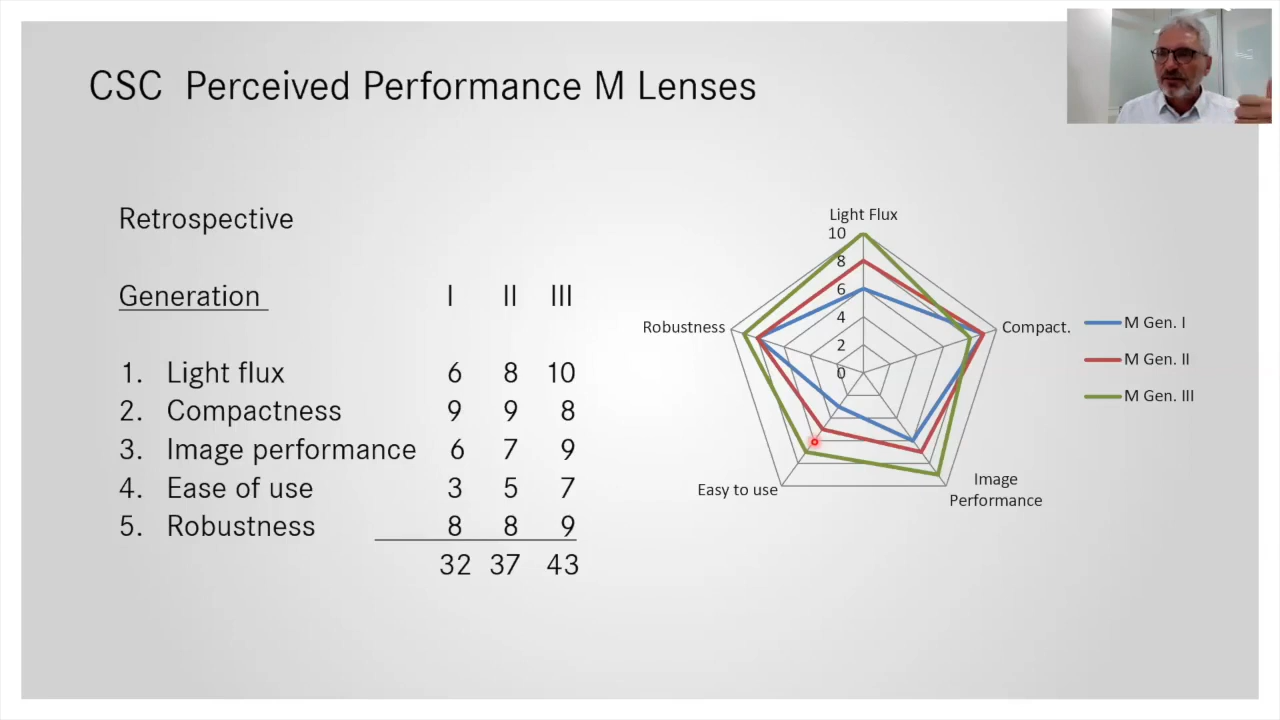 CSC Perceived Performance M Lenses
Retrospective
Generation I II III
1. Light flux 6 8 10
2. Compactness 9 9 8
3. Image performance 6 7 9
4. Ease of use 3 5 7
5. Robustness 8 8 9
32 37 43
Light Flux
10
8
6
4
2
0
Robustness
Compact.
Easy to use
Image
Performance
M Gen. I
M Gen. II
M Gen. III